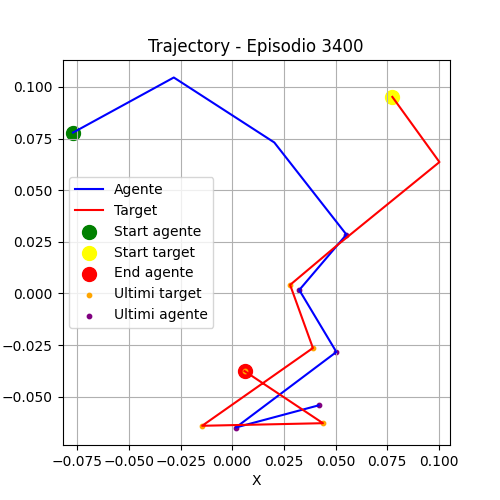 Trajectory - Episodio 3400
0.100
0.075
0.050
0.025
0.000
−0.025
−0.050
Agente
Target
Start agente
Start target
End agente
Ultimi target
Ultimi agente
−0.075 −0.050 −0.025 0.000 0.025 0.050 0.075 0.100
X